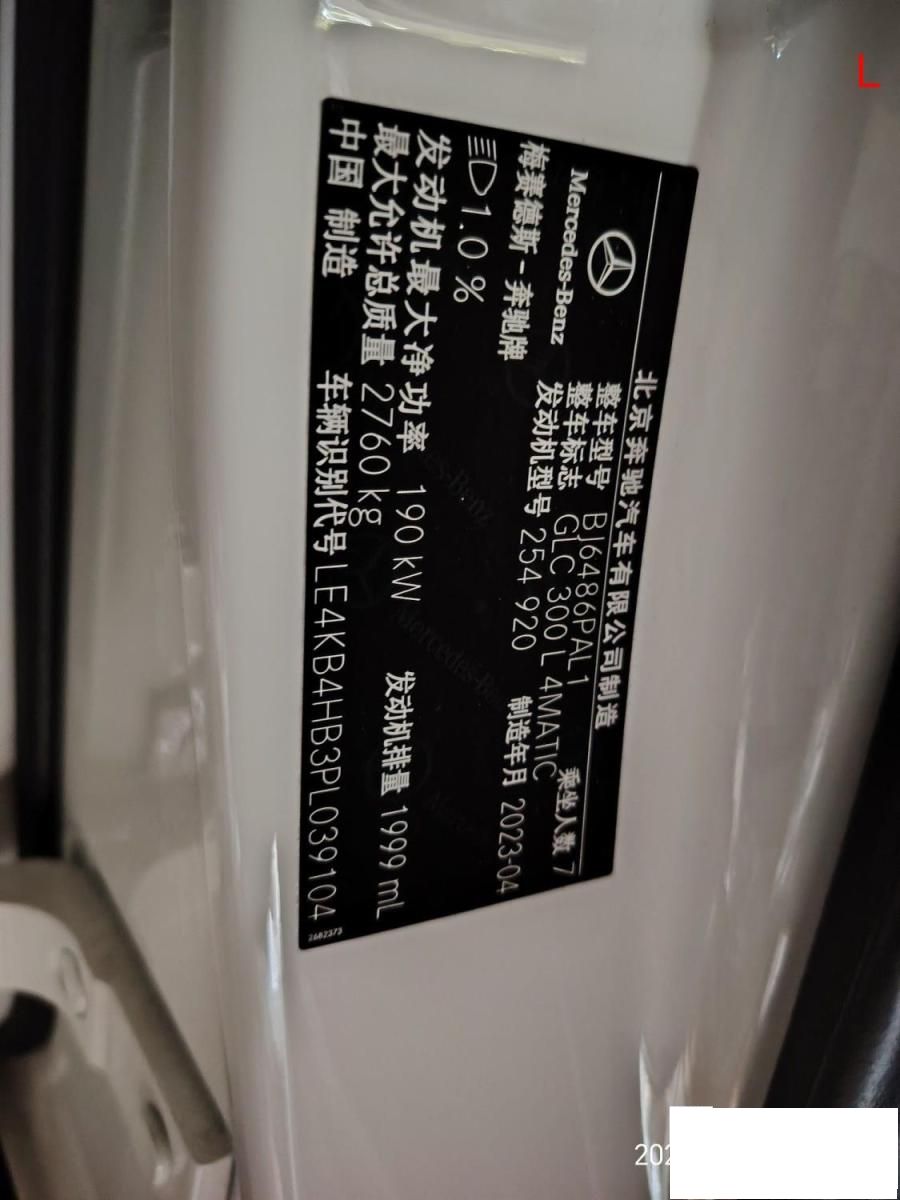 北京奔驰汽车有限公司制造
Mercedes-Benz
梅赛德斯-奔驰牌
整车型号 BJ6486PAL1
整车标志 GLC 300 L 4MATIC 乘坐人数 7
发动机型号 254 920 制造年月 2023-04
1.0 %
发动机最大净功率 190 kW 发动机排量 1999 mL
最大允许总质量 2760 kg
中国 制造 车辆识别代号 LE4KB4HB3PL039104
2682373
L
202